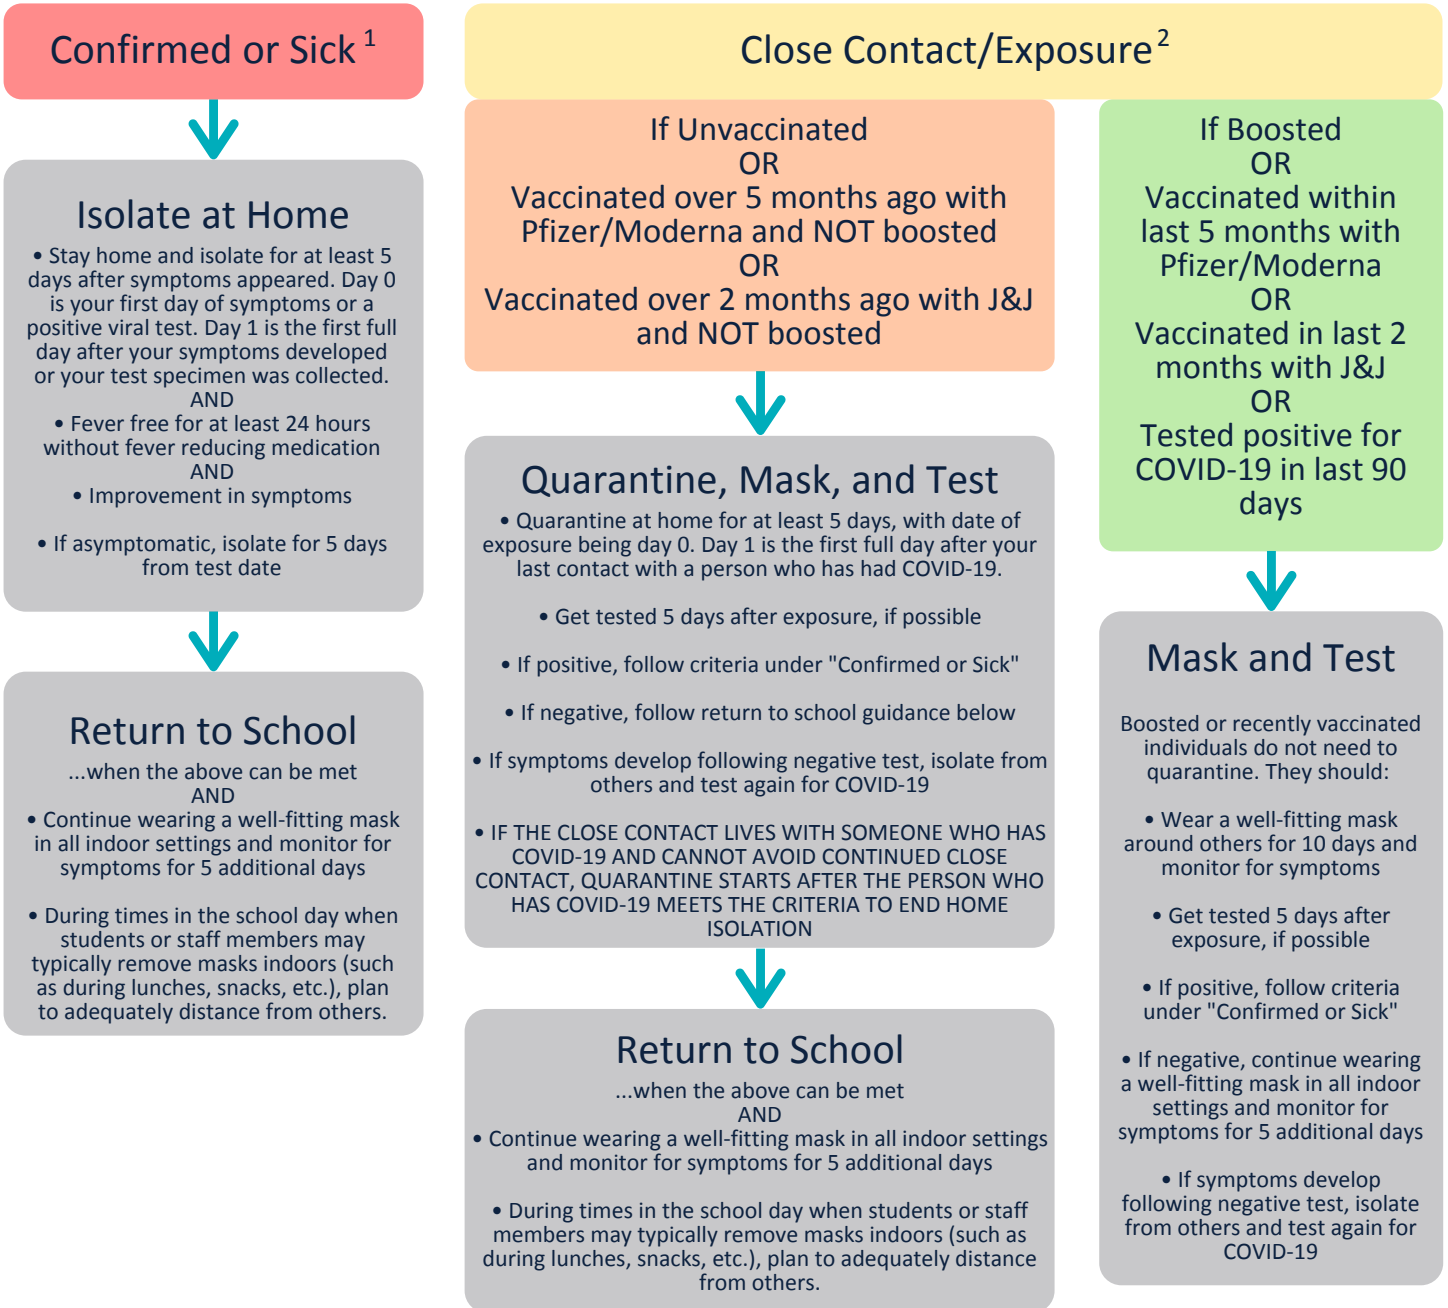 Confirmed or Sick 1
Isolate at Home
• Stay home and isolate for at least 5
days after symptoms appeared. Day 0
is your first day of symptoms or a
positive viral test. Day 1 is the first full
day after your symptoms developed
or your test specimen was collected.
AND
• Fever free for at least 24 hours
without fever reducing medication
AND
• Improvement in symptoms
• If asymptomatic, isolate for 5 days
from test date
Return to School
...when the above can be met
AND
• Continue wearing a well-fitting mask
in all indoor settings and monitor for
symptoms for 5 additional days
• During times in the school day when
students or staff members may
typically remove masks indoors (such
as during lunches, snacks, etc.), plan
to adequately distance from others.
Close Contact/Exposure 2
If Unvaccinated
OR
Vaccinated over 5 months ago with
Pfizer/Moderna and NOT boosted
OR
Vaccinated over 2 months ago with J&J
and NOT boosted
Quarantine, Mask, and Test
• Quarantine at home for at least 5 days, with date of
exposure being day 0. Day 1 is the first full day after your
last contact with a person who has had COVID-19.
• Get tested 5 days after exposure, if possible
• If positive, follow criteria under "Confirmed or Sick"
• If negative, follow return to school guidance below
• If symptoms develop following negative test, isolate from
others and test again for COVID-19
• IF THE CLOSE CONTACT LIVES WITH SOMEONE WHO HAS
COVID-19 AND CANNOT AVOID CONTINUED CLOSE
CONTACT, QUARANTINE STARTS AFTER THE PERSON WHO
HAS COVID-19 MEETS THE CRITERIA TO END HOME
ISOLATION
Return to School
...when the above can be met
AND
• Continue wearing a well-fitting mask in all indoor settings
and monitor for symptoms for 5 additional days
• During times in the school day when students or staff
members may typically remove masks indoors (such as
during lunches, snacks, etc.), plan to adequately distance
from others.
If Boosted
OR
Vaccinated within
last 5 months with
Pfizer/Moderna
OR
Vaccinated in last 2
months with J&J
OR
Tested positive for
COVID-19 in last 90
days
Mask and Test
Boosted or recently vaccinated
individuals do not need to
quarantine. They should:
• Wear a well-fitting mask
around others for 10 days and
monitor for symptoms
• Get tested 5 days after
exposure, if possible
• If positive, follow criteria
under "Confirmed or Sick"
• If negative, continue wearing
a well-fitting mask in all indoor
settings and monitor for
symptoms for 5 additional days
• If symptoms develop
following negative test, isolate
from others and test again for
COVID-19